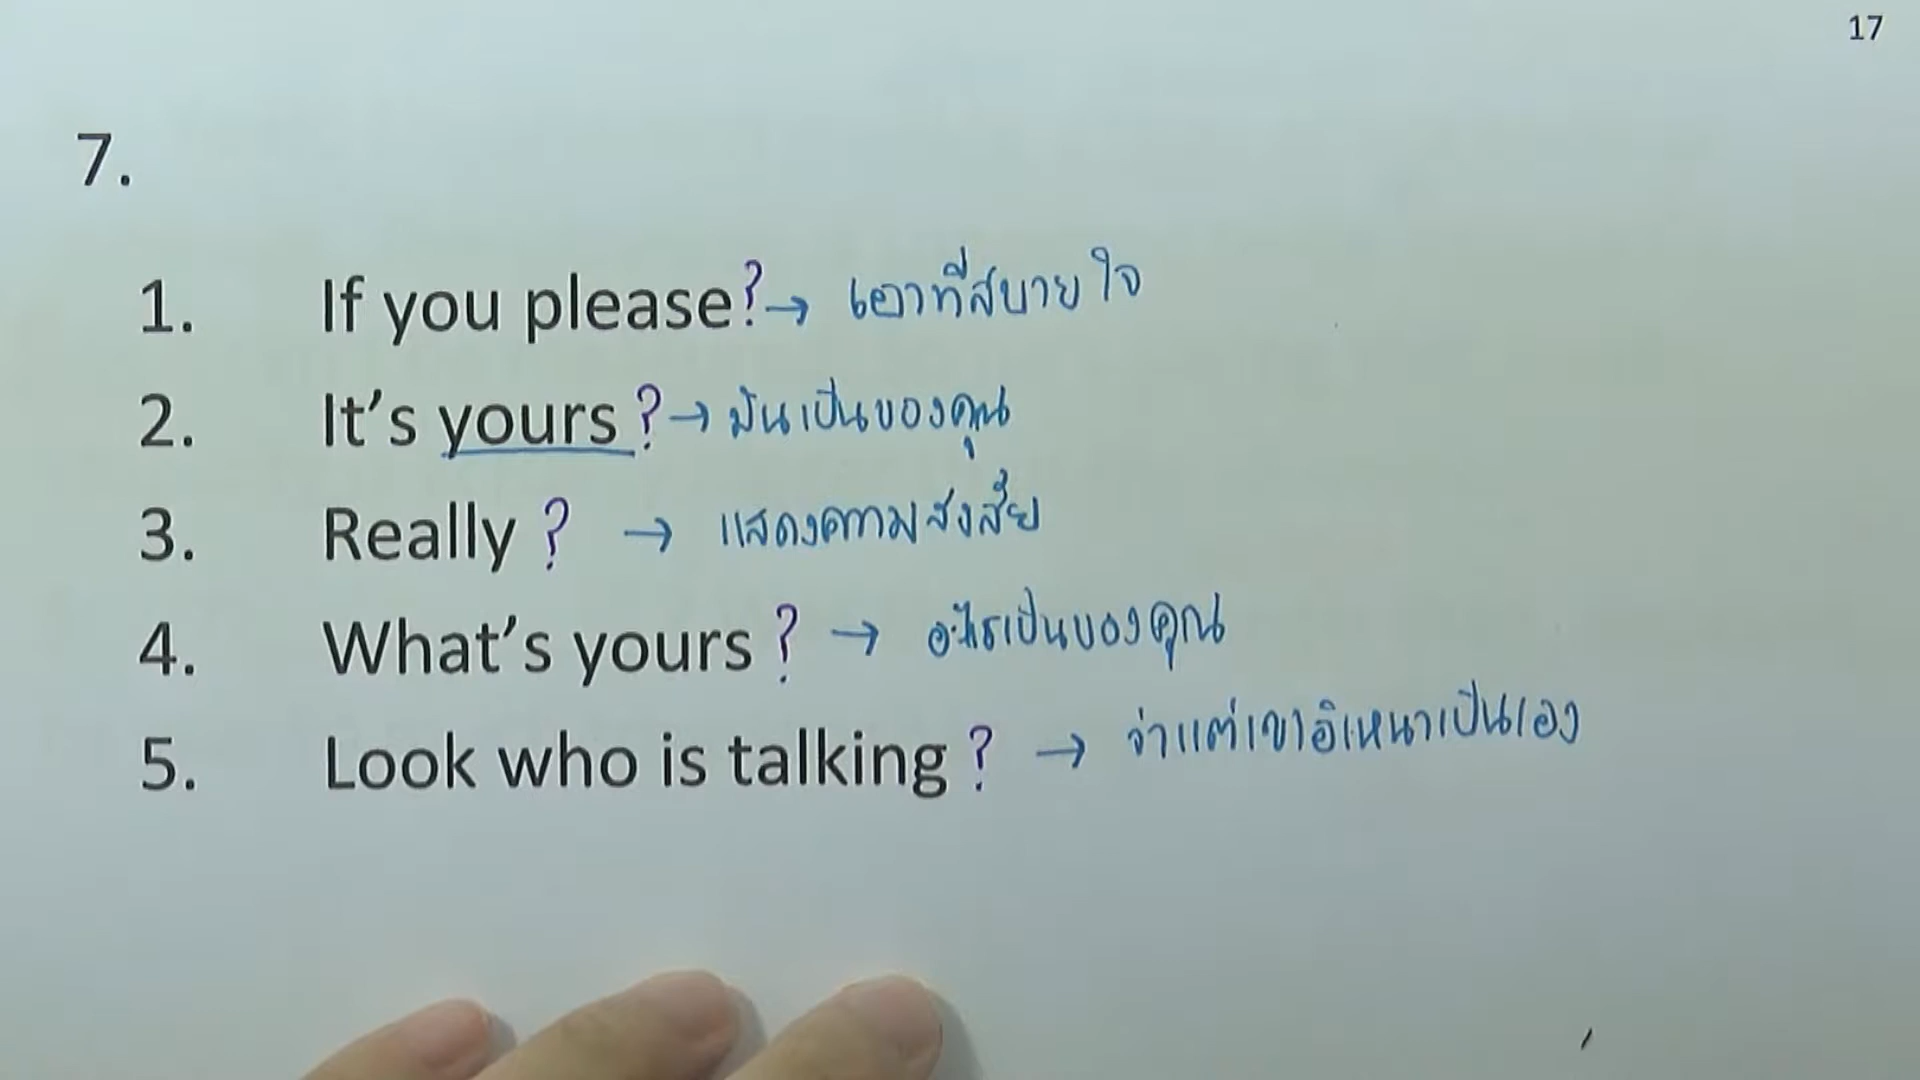 17
7.
1. If you please? → เอาที่สบายใจ
2. It's yours ? → มันเป็นของคุณ
3. Really ? → แสดงความสงสัย
4. What's yours ? → อะไรเป็นของคุณ
5. Look who is talking ? → ว่าแต่เขาอิเหนาเป็นเอง